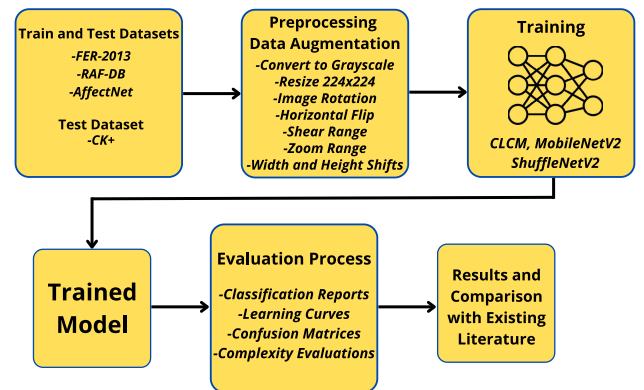 Train and Test Datasets
-FER-2013
-RAF-DB
-AffectNet
Test Dataset
-CK+
Preprocessing
Data Augmentation
-Convert to Grayscale
-Resize 224x224
-Image Rotation
-Horizontal Flip
-Shear Range
-Zoom Range
-Width and Height Shifts
Training
CLCM, MobileNetV2
ShuffleNetV2
Trained
Model
Evaluation Process
-Classification Reports
-Learning Curves
-Confusion Matrices
-Complexity Evaluations
Results and
Comparison
with Existing
Literature